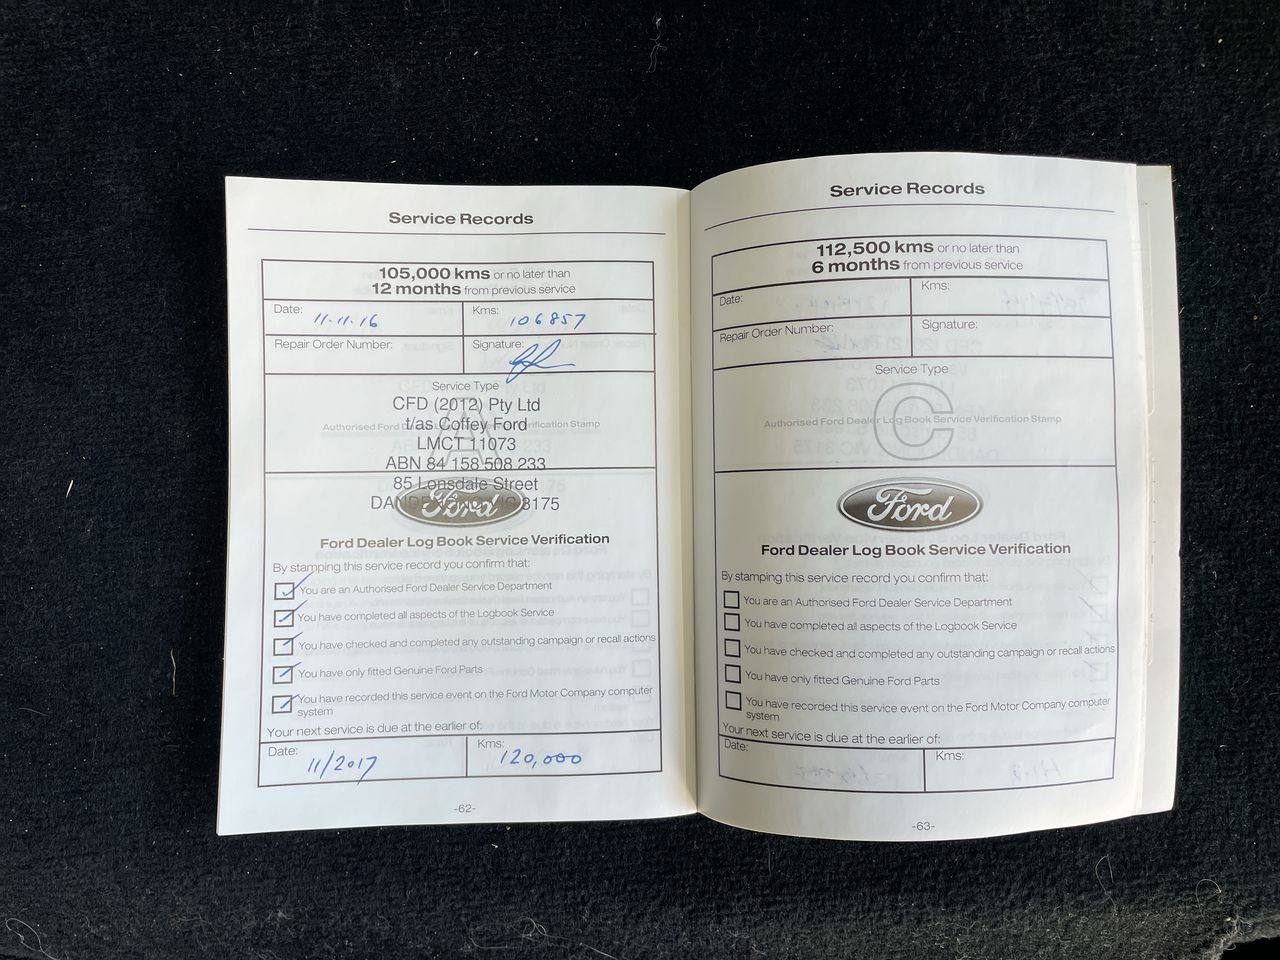 Service Records
105,000 kms or no later than
12 months from previous service
Date: 11.11.16
Kms: 106857
Repair Order Number:
Signature:
Service Type
A
CFD (2012) Pty Ltd
t/as Coffey Ford
Authorised Ford Dealer Log Book Service Verification Stamp
LMCT 11073
ABN 84 158 508 233
85 Lonsdale Street
3175
Ford
Ford Dealer Log Book Service Verification
By stamping this service record you confirm that:
You are an Authorised Ford Dealer Service Department
You have completed all aspects of the Logbook Service
You have checked and completed any outstanding campaign or recall actions
You have only fitted Genuine Ford Parts
You have recorded this service event on the Ford Motor Company computer
system
Your next service is due at the earlier of:
Date: 11/2017
Kms: 120,000
-62-
Service Records
112,500 kms or no later than
6 months from previous service
Date:
Kms:
Repair Order Number:
Signature:
Service Type
C
Authorised Ford Dealer Log Book Service Verification Stamp
Ford
Ford Dealer Log Book Service Verification
By stamping this service record you confirm that:
You are an Authorised Ford Dealer Service Department
You have completed all aspects of the Logbook Service
You have checked and completed any outstanding campaign or recall actions
You have only fitted Genuine Ford Parts
You have recorded this service event on the Ford Motor Company computer
system
Your next service is due at the earlier of:
Date:
Kms:
-63-